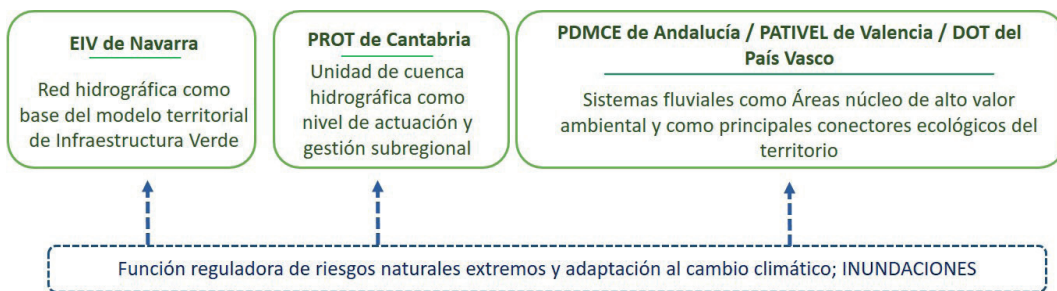 EIV de Navarra
Red hidrográfica como
base del modelo territorial
de Infraestructura Verde
PROT de Cantabria
Unidad de cuenca
hidrográfica como
nivel de actuación y
gestión subregional
PDMCE de Andalucía / PATIVEL de Valencia / DOT del
País Vasco
Sistemas fluviales como Áreas núcleo de alto valor
ambiental y como principales conectores ecológicos del
territorio
Función reguladora de riesgos naturales extremos y adaptación al cambio climático; INUNDACIONES